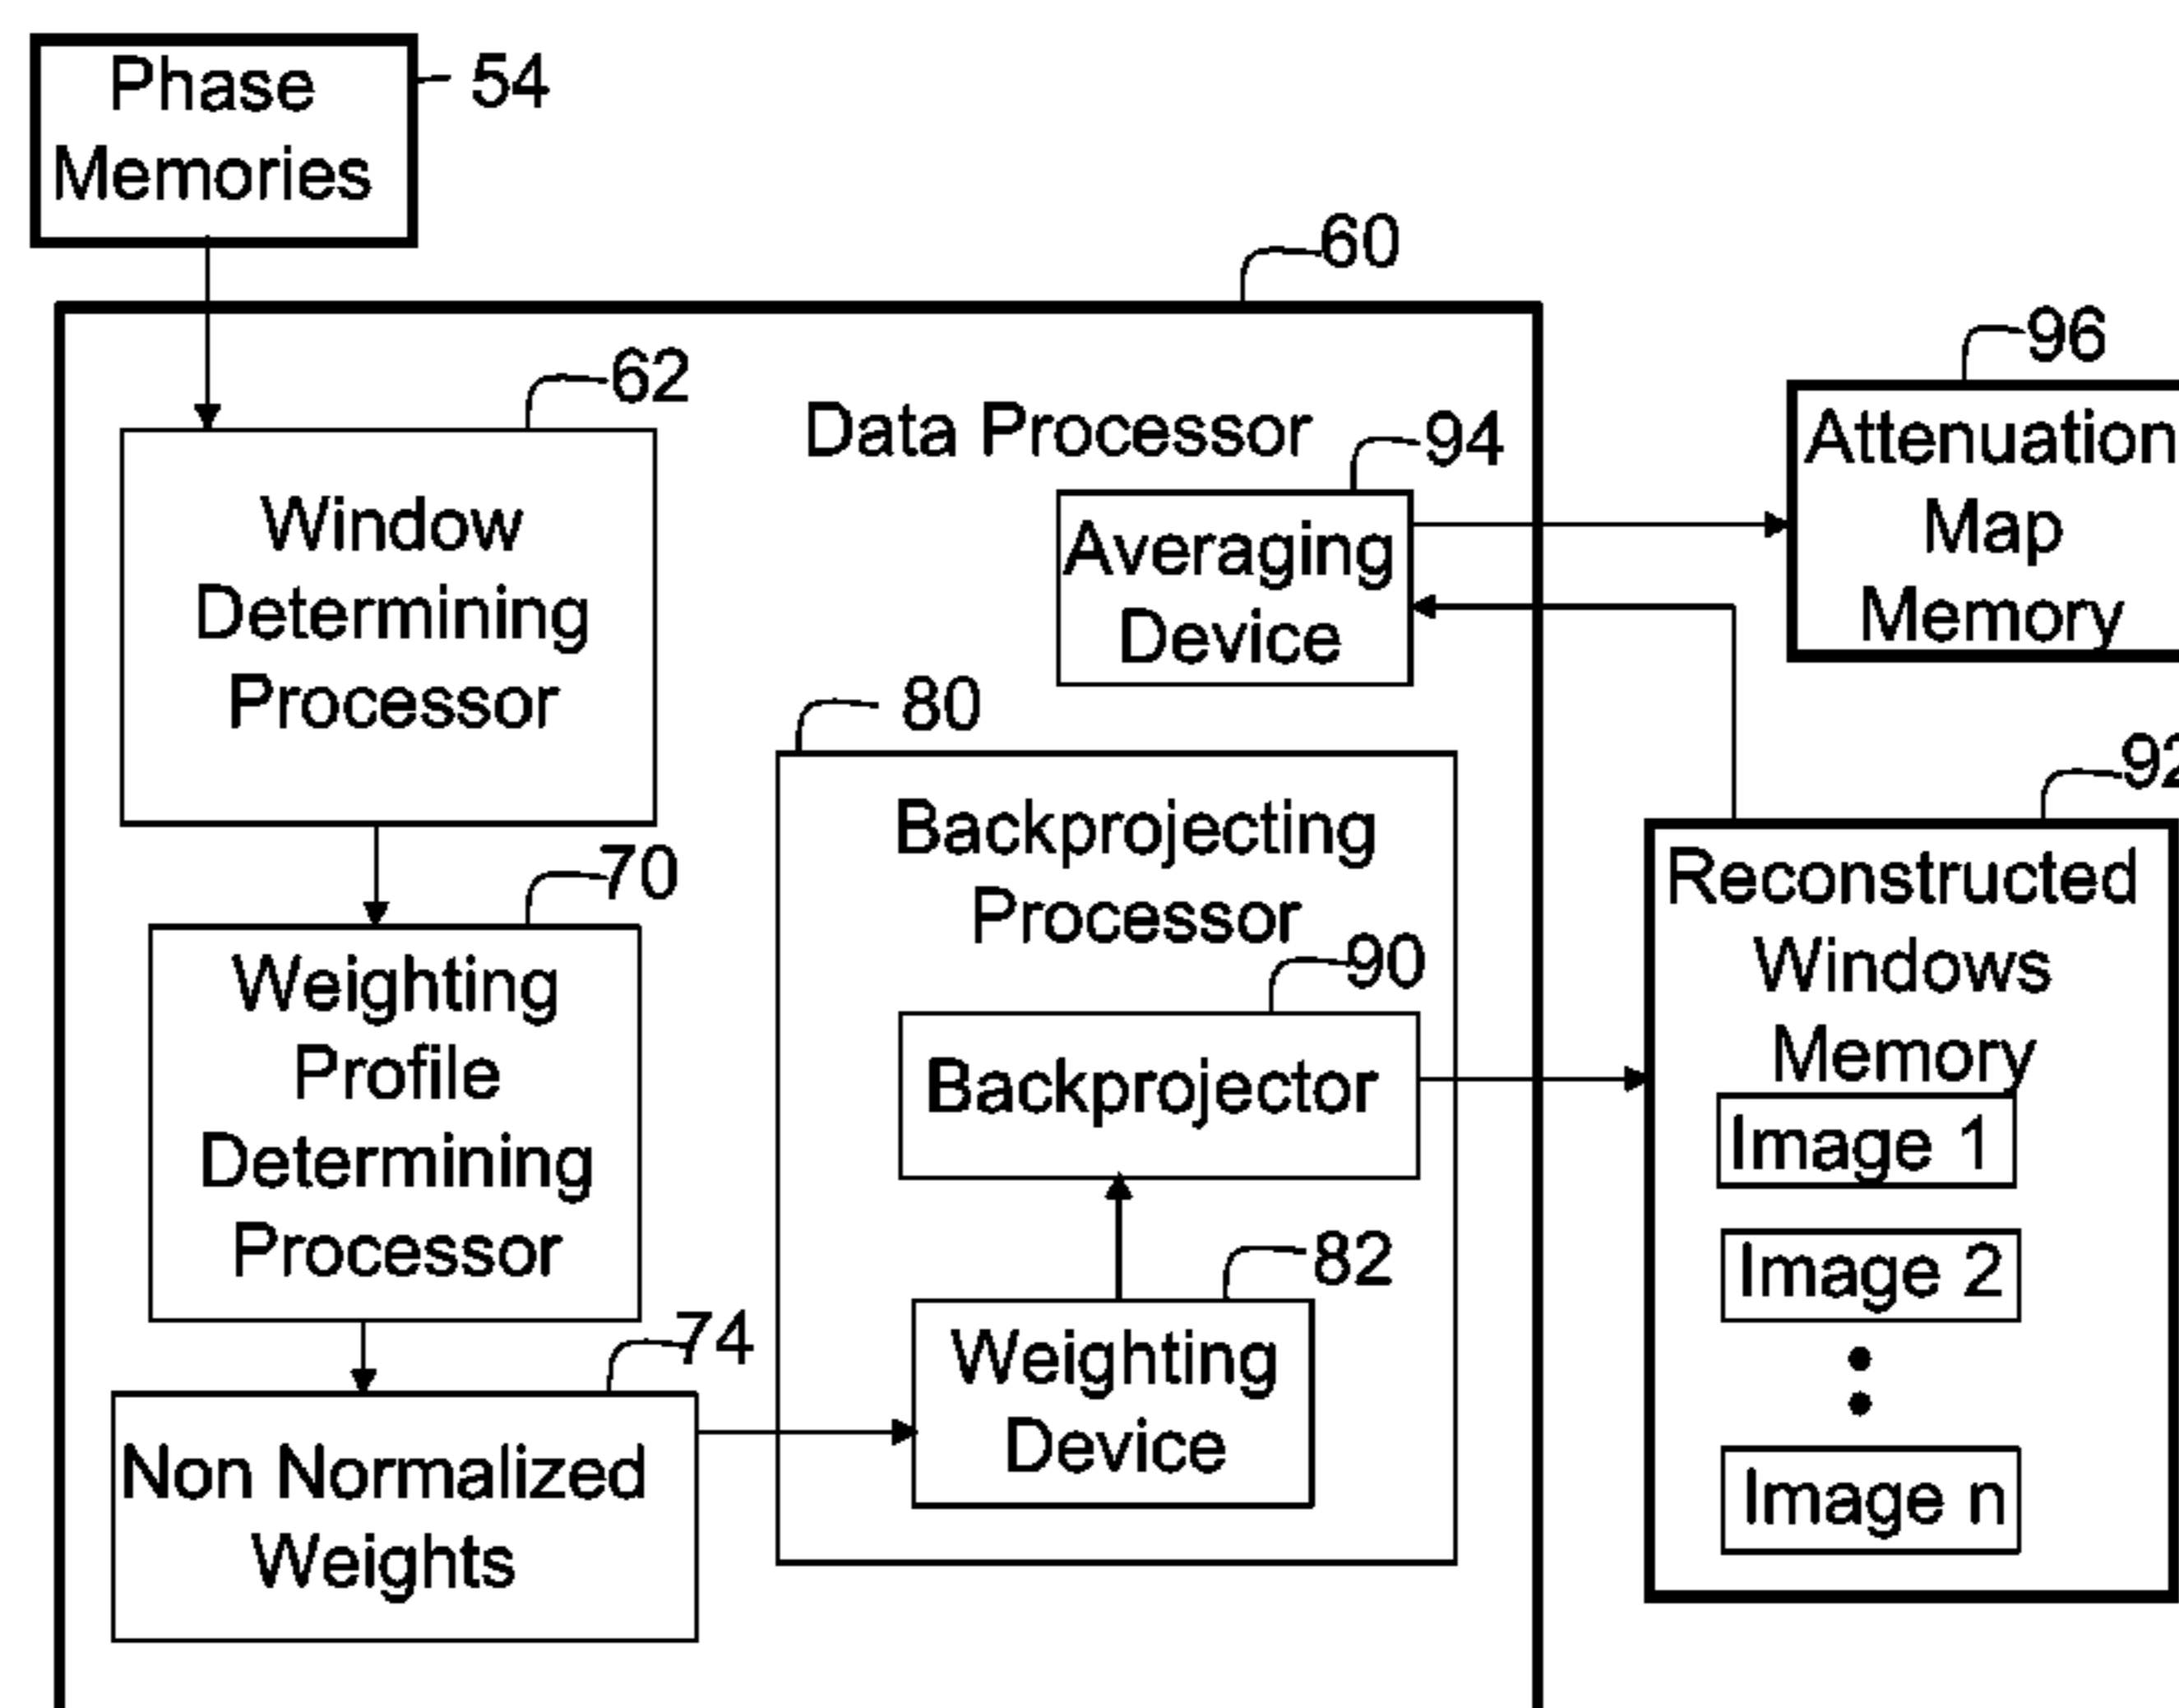 Phase
Memories
54
60
62
Data Processor
94
96
Window
Determining
Processor
Averaging
Device
Attenuation
Map
Memory
80
92
70
Backprojecting
Processor
90
Reconstructed
Windows
Memory
Weighting
Profile
Determining
Processor
Backprojector
Image 1
Image 2
Image n
82
74
Weighting
Device
Non Normalized
Weights